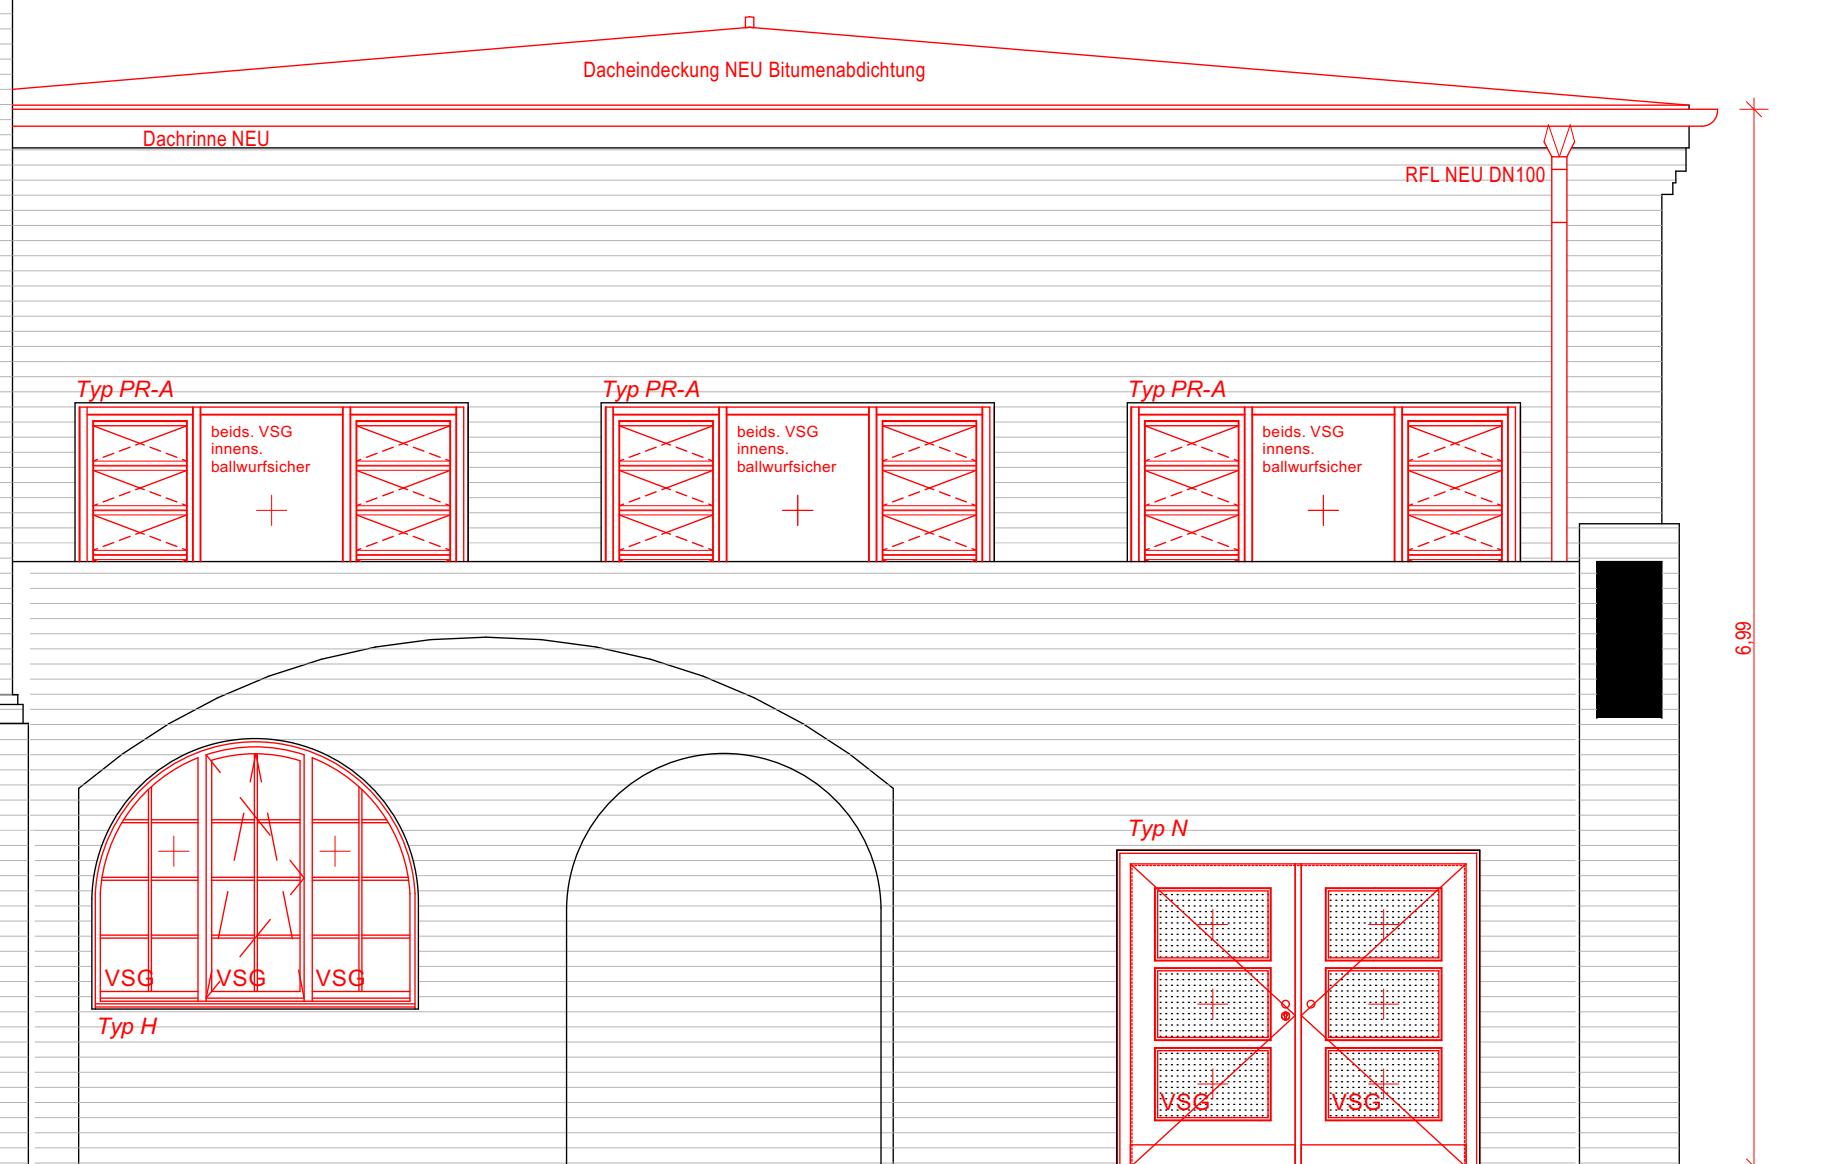 Dacheindeckung NEU Bitumenabdichtung
Dachrinne NEU
RFL NEU DN100
Typ PR-A
Typ PR-A
Typ PR-A
beids. VSG
innens.
ballwurfsicher
beids. VSG
innens.
ballwurfsicher
beids. VSG
innens.
ballwurfsicher
6,99
Typ N
VSG
VSG
VSG
Typ H
VSG
VSG